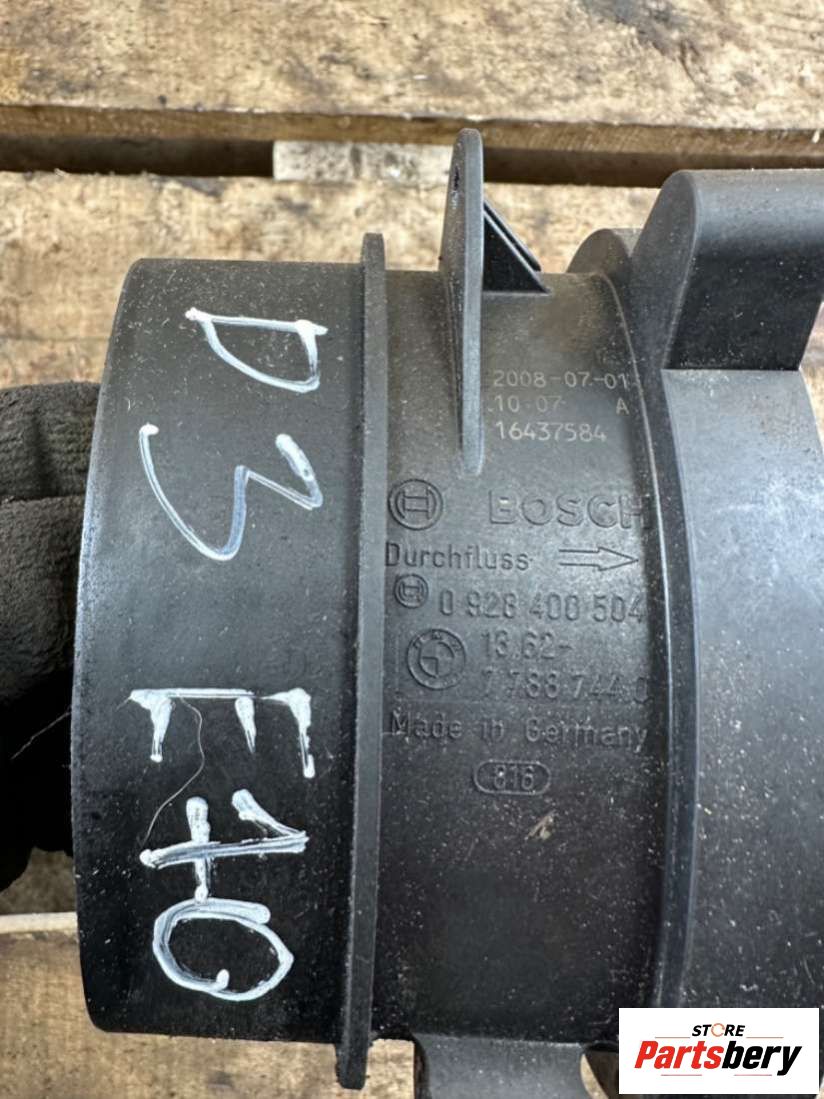 D3 E70
2008-07-01
10:07 A
16437584
BOSCH
Durchfluss
0 928 400 504
BMW
13.62-
7 788 744.0
Made in Germany
816
STORE
Partsbery